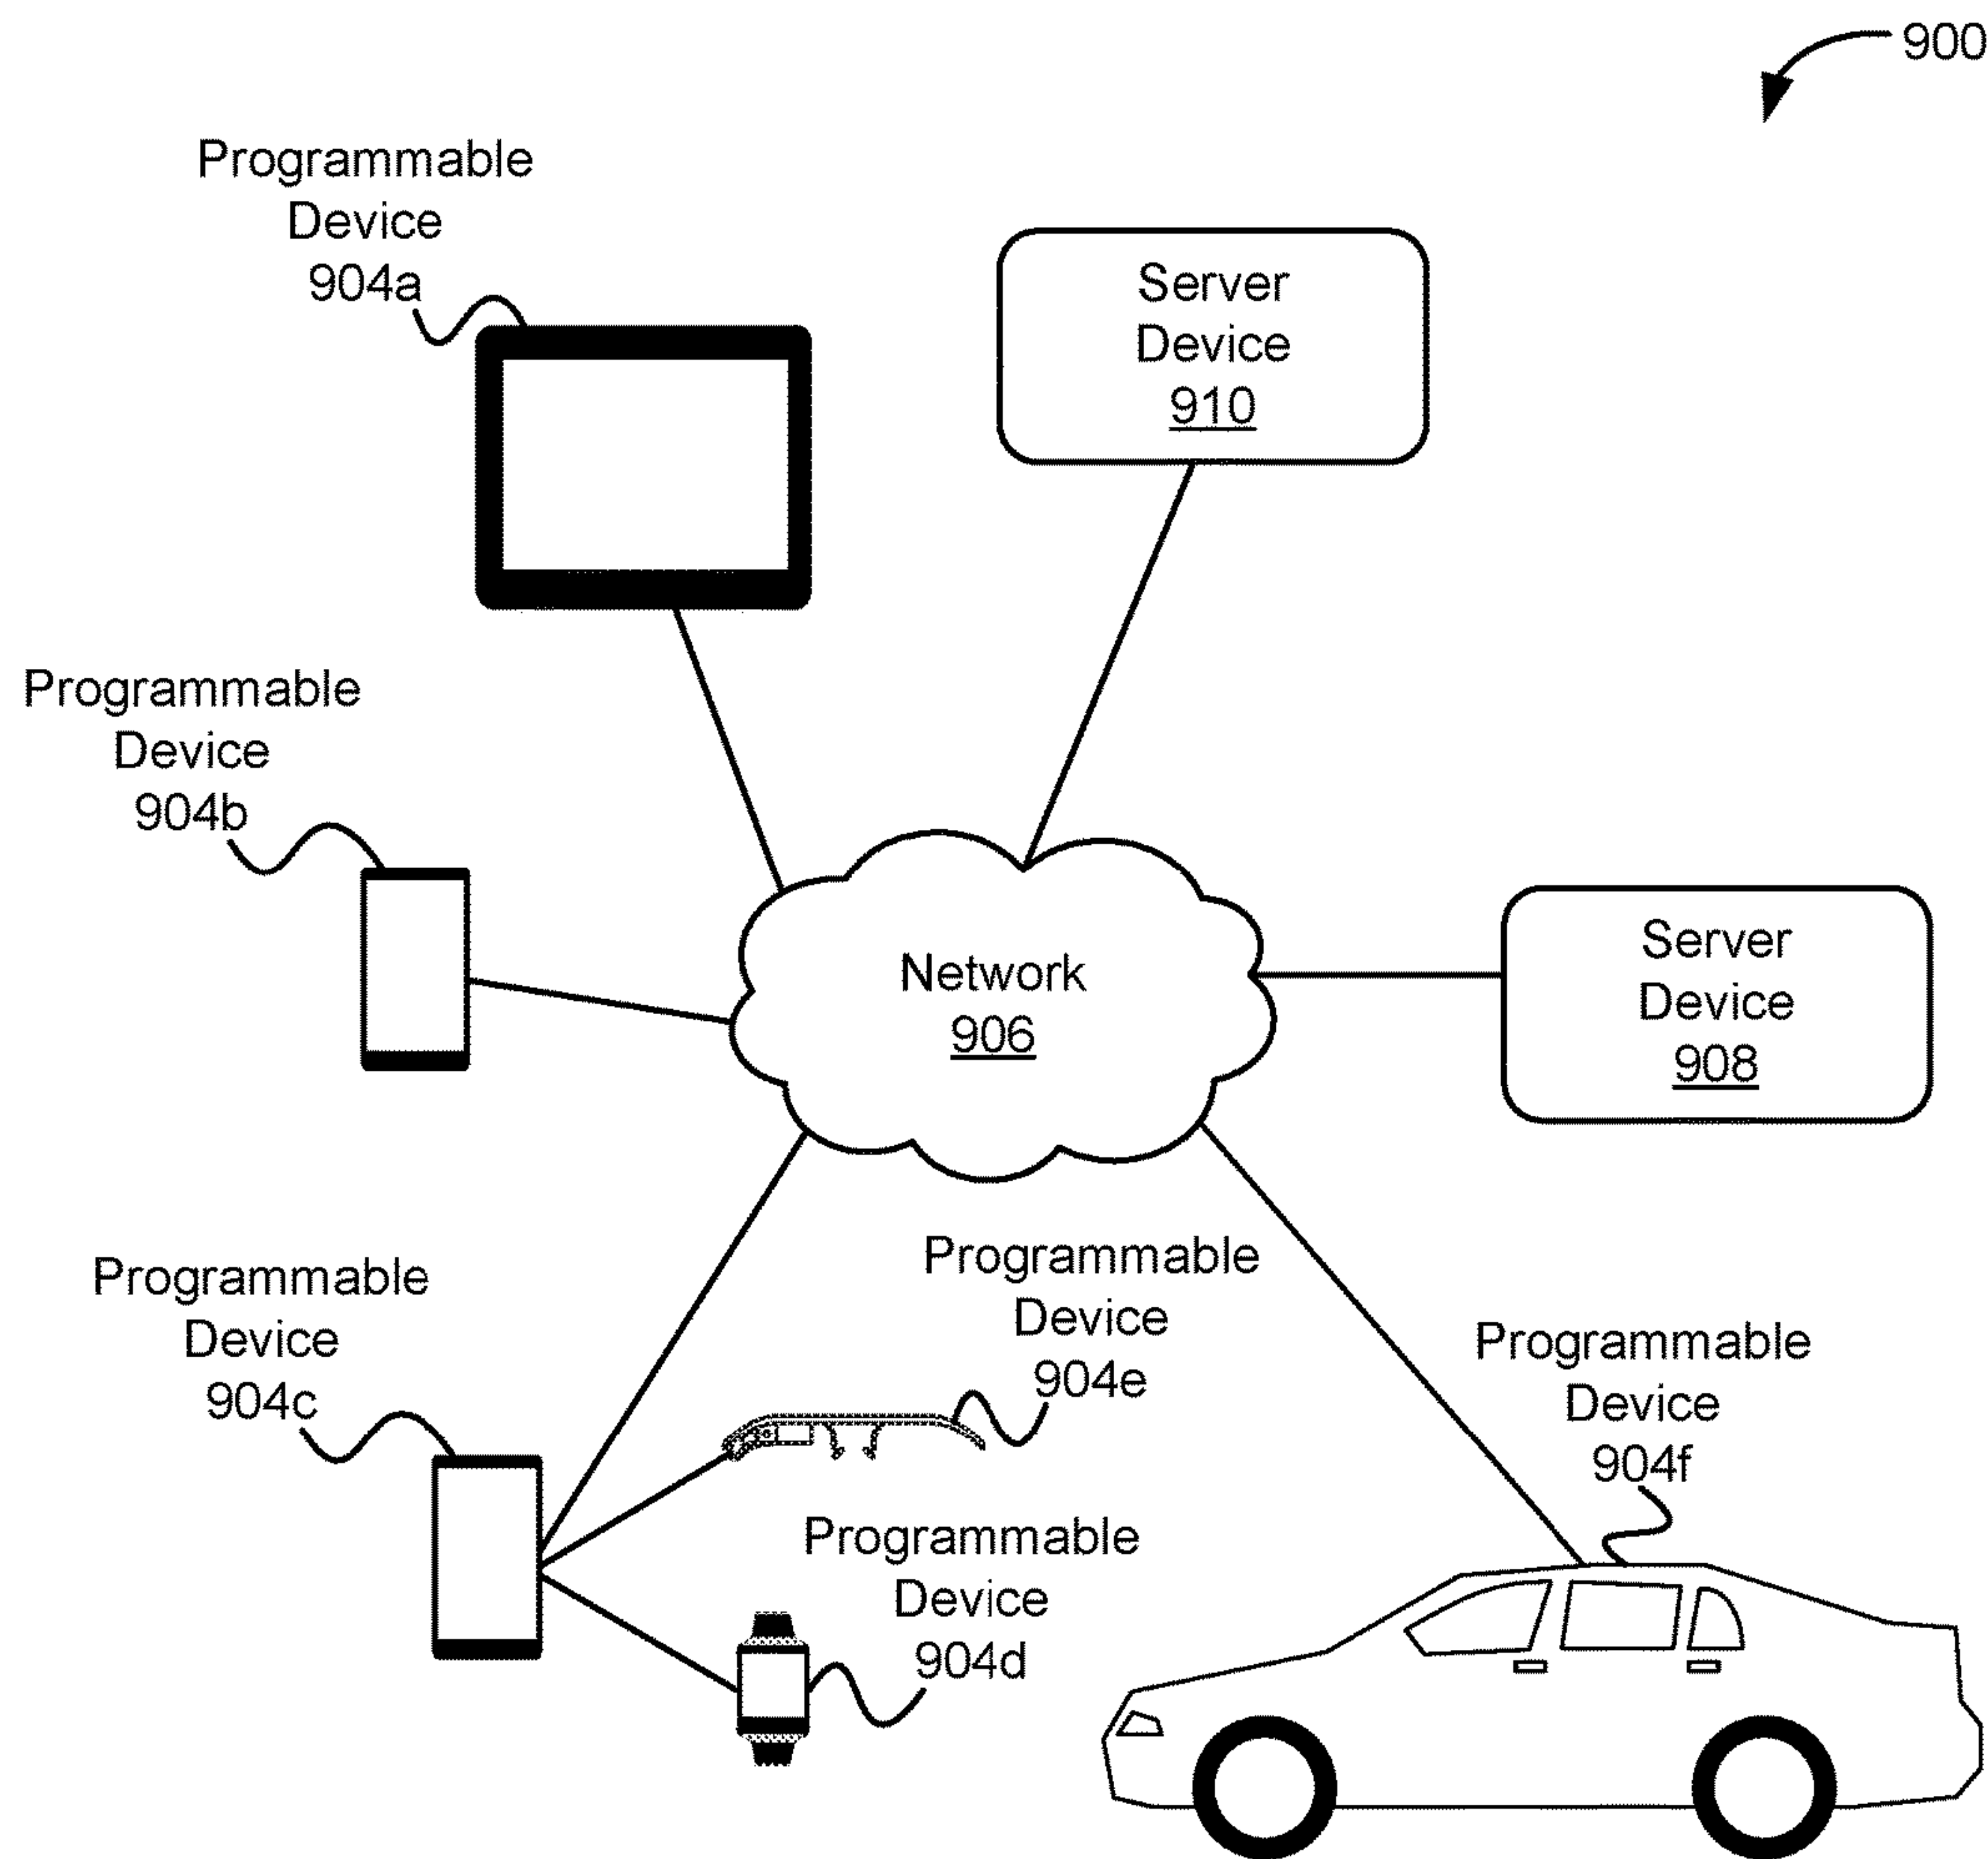 900
Programmable
Device
904a
Server
Device
910
Programmable
Device
904b
Network
906
Server
Device
908
Programmable
Device
904c
Programmable
Device
904e
Programmable
Device
904f
Programmable
Device
904d